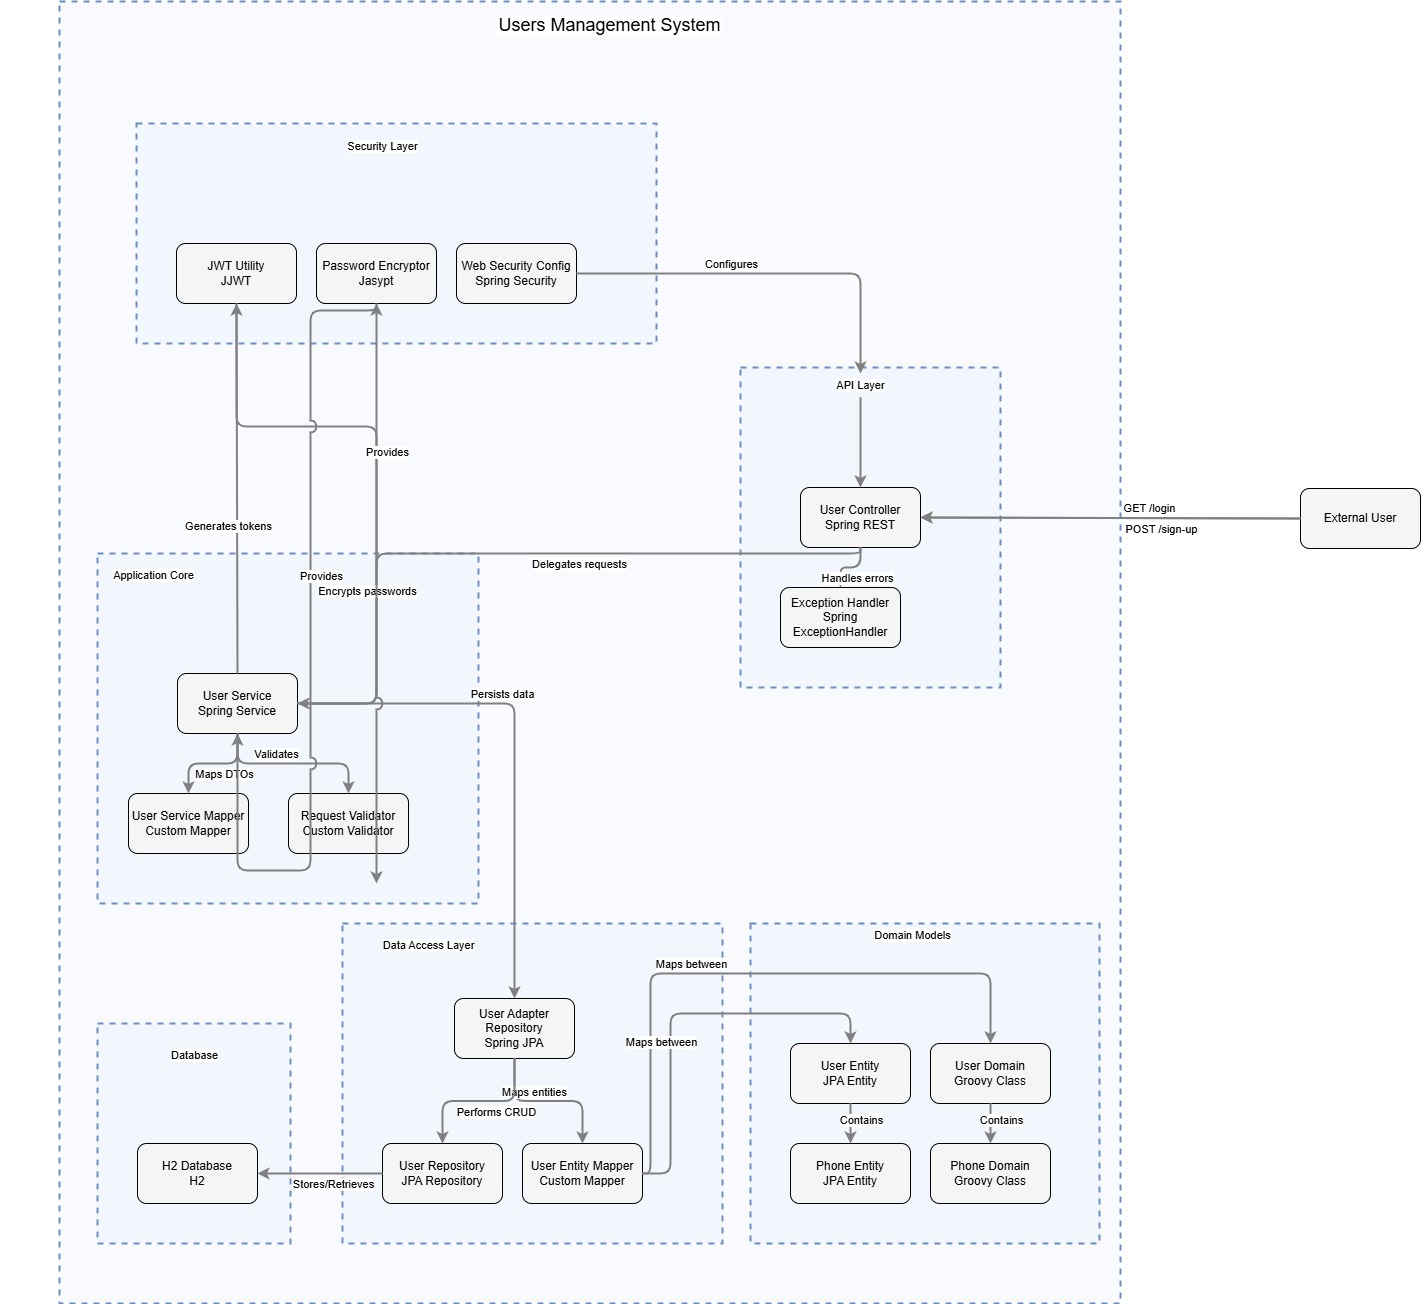 Users Management System
Security Layer
JWT Utility
JJWT
Password Encryptor
Jasypt
Web Security Config
Spring Security
Configures
API Layer
Provides
User Controller
Spring REST
GET /login
POST /sign-up
External User
Generates tokens
Delegates requests
Application Core
Provides
Encrypts passwords
Handles errors
Exception Handler
Spring
ExceptionHandler
User Service
Spring Service
Persists data
Validates
Maps DTOs
User Service Mapper
Custom Mapper
Request Validator
Custom Validator
Data Access Layer
Domain Models
Maps between
User Adapter
Repository
Spring JPA
Maps between
Database
User Entity
JPA Entity
User Domain
Groovy Class
Maps entities
Performs CRUD
Contains
Contains
H2 Database
H2
Stores/Retrieves
User Repository
JPA Repository
User Entity Mapper
Custom Mapper
Phone Entity
JPA Entity
Phone Domain
Groovy Class